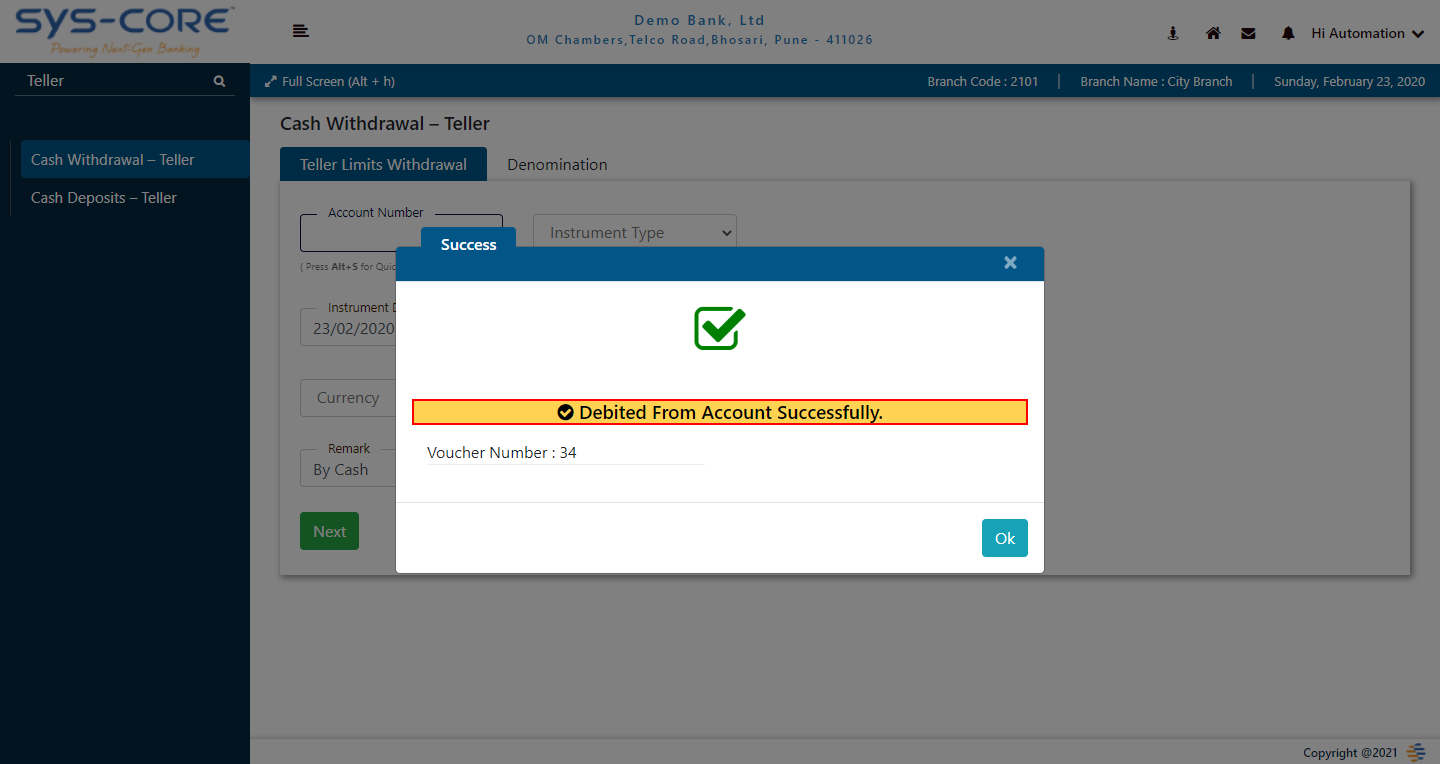 SYS-CORE™
Powering Next-Gen Banking
Demo Bank, Ltd
OM Chambers,Telco Road,Bhosari, Pune - 411026
Hi Automation
Teller
Full Screen (Alt + h)
Branch Code : 2101
Branch Name : City Branch
Sunday, February 23, 2020
Cash Withdrawal – Teller
Cash Deposits – Teller
Cash Withdrawal – Teller
Teller Limits Withdrawal
Denomination
Account Number
Instrument Type
( Press Alt+S for Quic
Instrument D
23/02/2020
Currency
Remark
By Cash
Next
Success
×
Debited From Account Successfully.
Voucher Number : 34
Ok
Copyright @2021